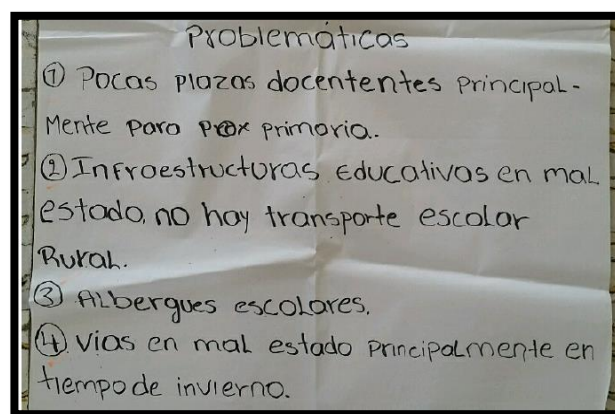 Problemáticas
① Pocas plazas docententes principal-
mente para primaria.
② Infraestructuras Educativas en mal
estado, no hay transporte escolar
Rural.
③ Albergues escolares.
④ vías en mal estado principalmente en
tiempo de invierno.